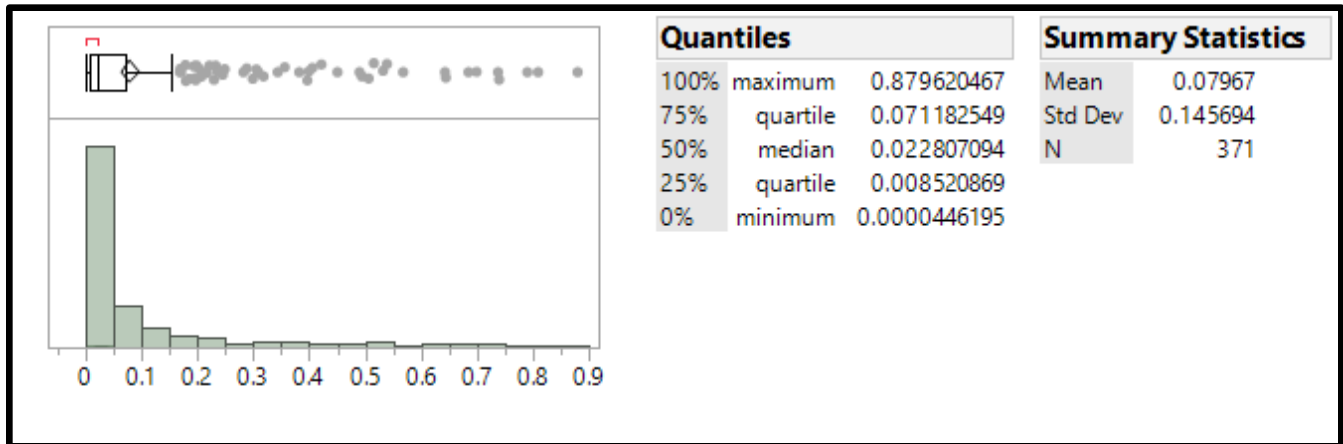 Quantiles
100% maximum 0.879620467
75% quartile 0.071182549
50% median 0.022807094
25% quartile 0.008520869
0% minimum 0.0000446195
Summary Statistics
Mean 0.07967
Std Dev 0.145694
N 371
0 0.1 0.2 0.3 0.4 0.5 0.6 0.7 0.8 0.9